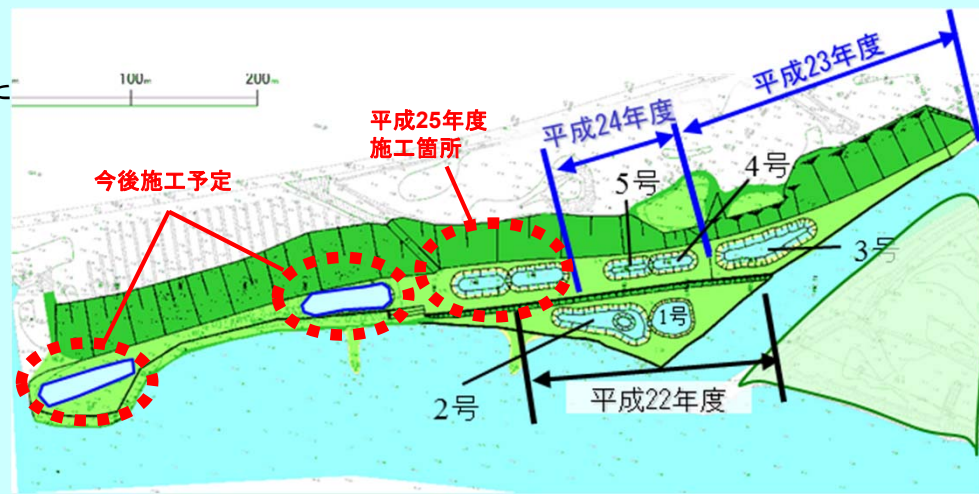 100m
200m
平成23年度
平成24年度
平成25年度
施工箇所
今後施工予定
5号
4号
3号
1号
2号
平成22年度